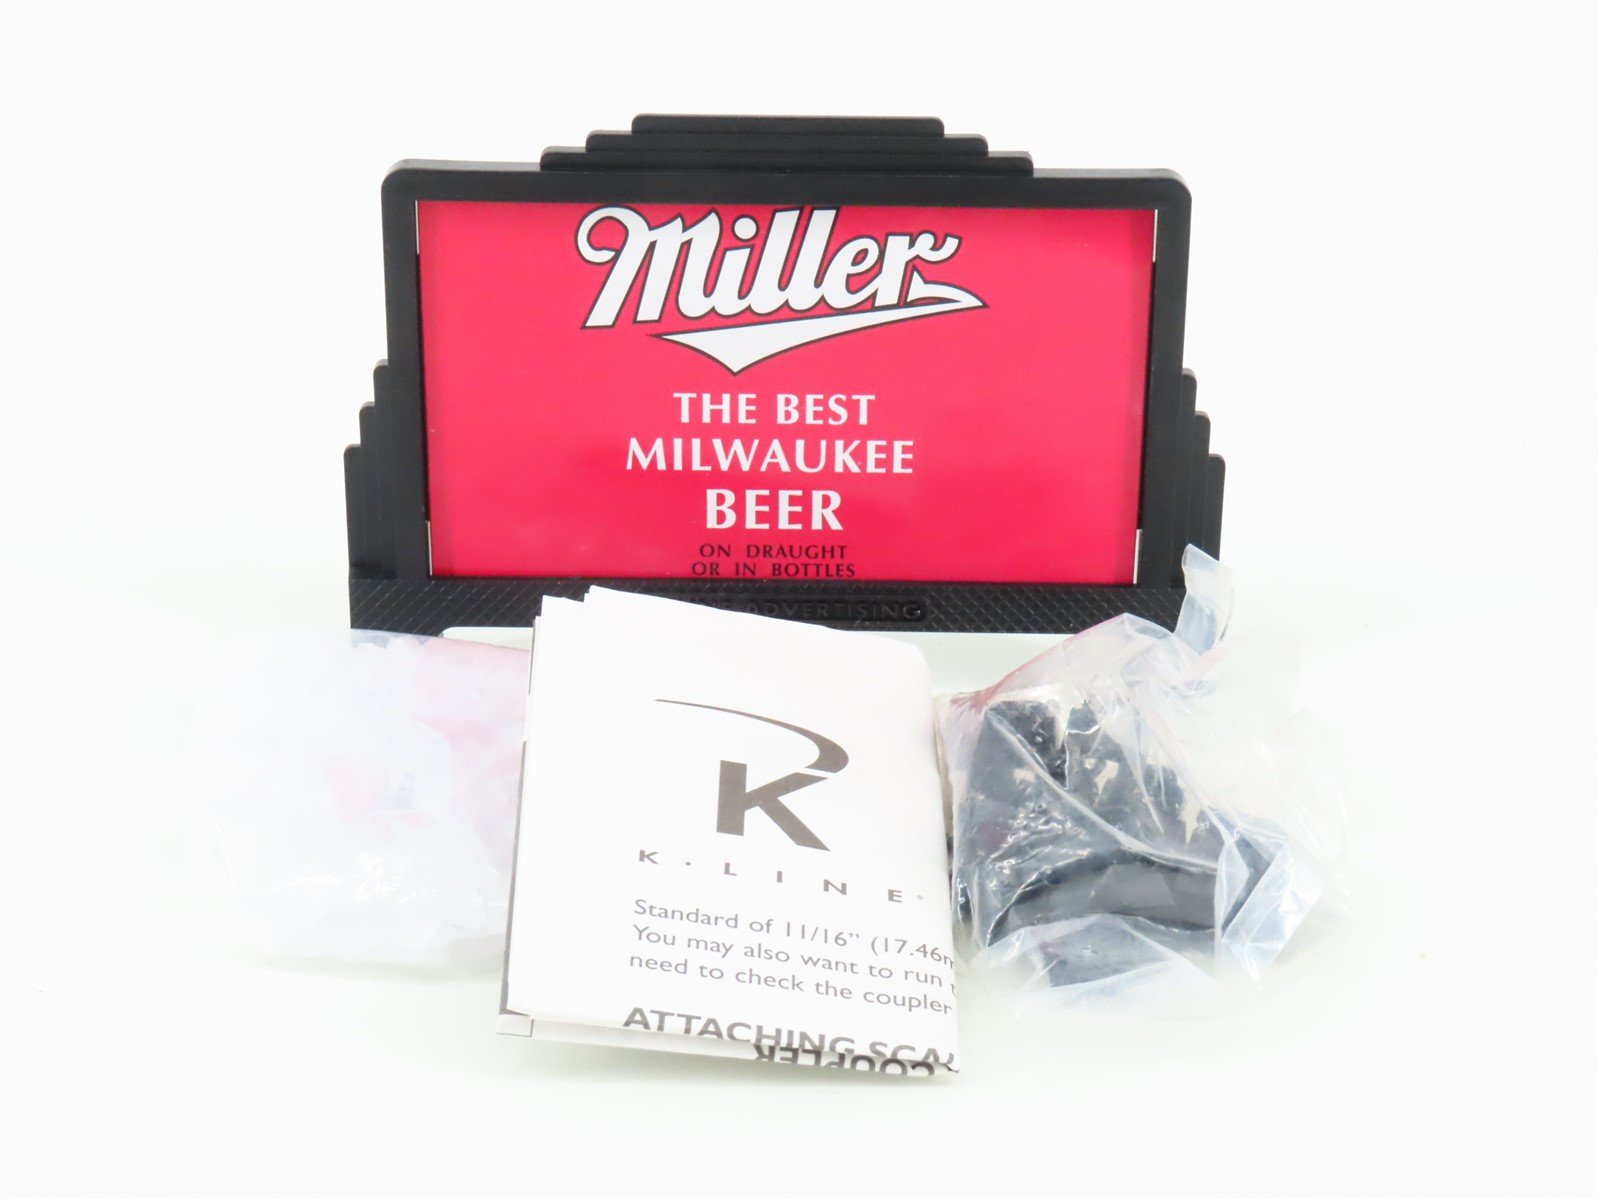 Miller
THE BEST
MILWAUKEE
BEER
ON DRAUGHT
OR IN BOTTLES
ADVERTISING
K
K·LINE®
Standard of 11/16” (17.46m
You may also want to run t
need to check the coupler
ATTACHING SCA
COUPLER